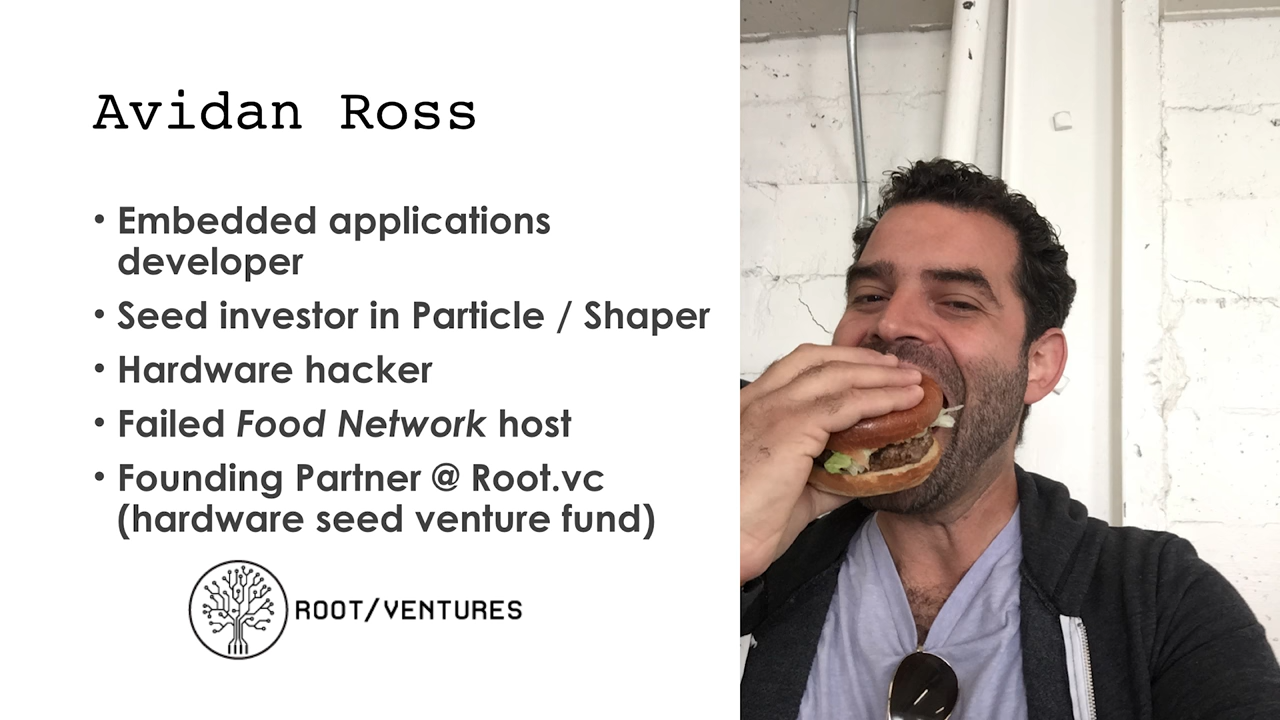 Avidan Ross
• Embedded applications
developer
• Seed investor in Particle / Shaper
• Hardware hacker
• Failed Food Network host
• Founding Partner @ Root.vc
(hardware seed venture fund)
ROOT/VENTURES